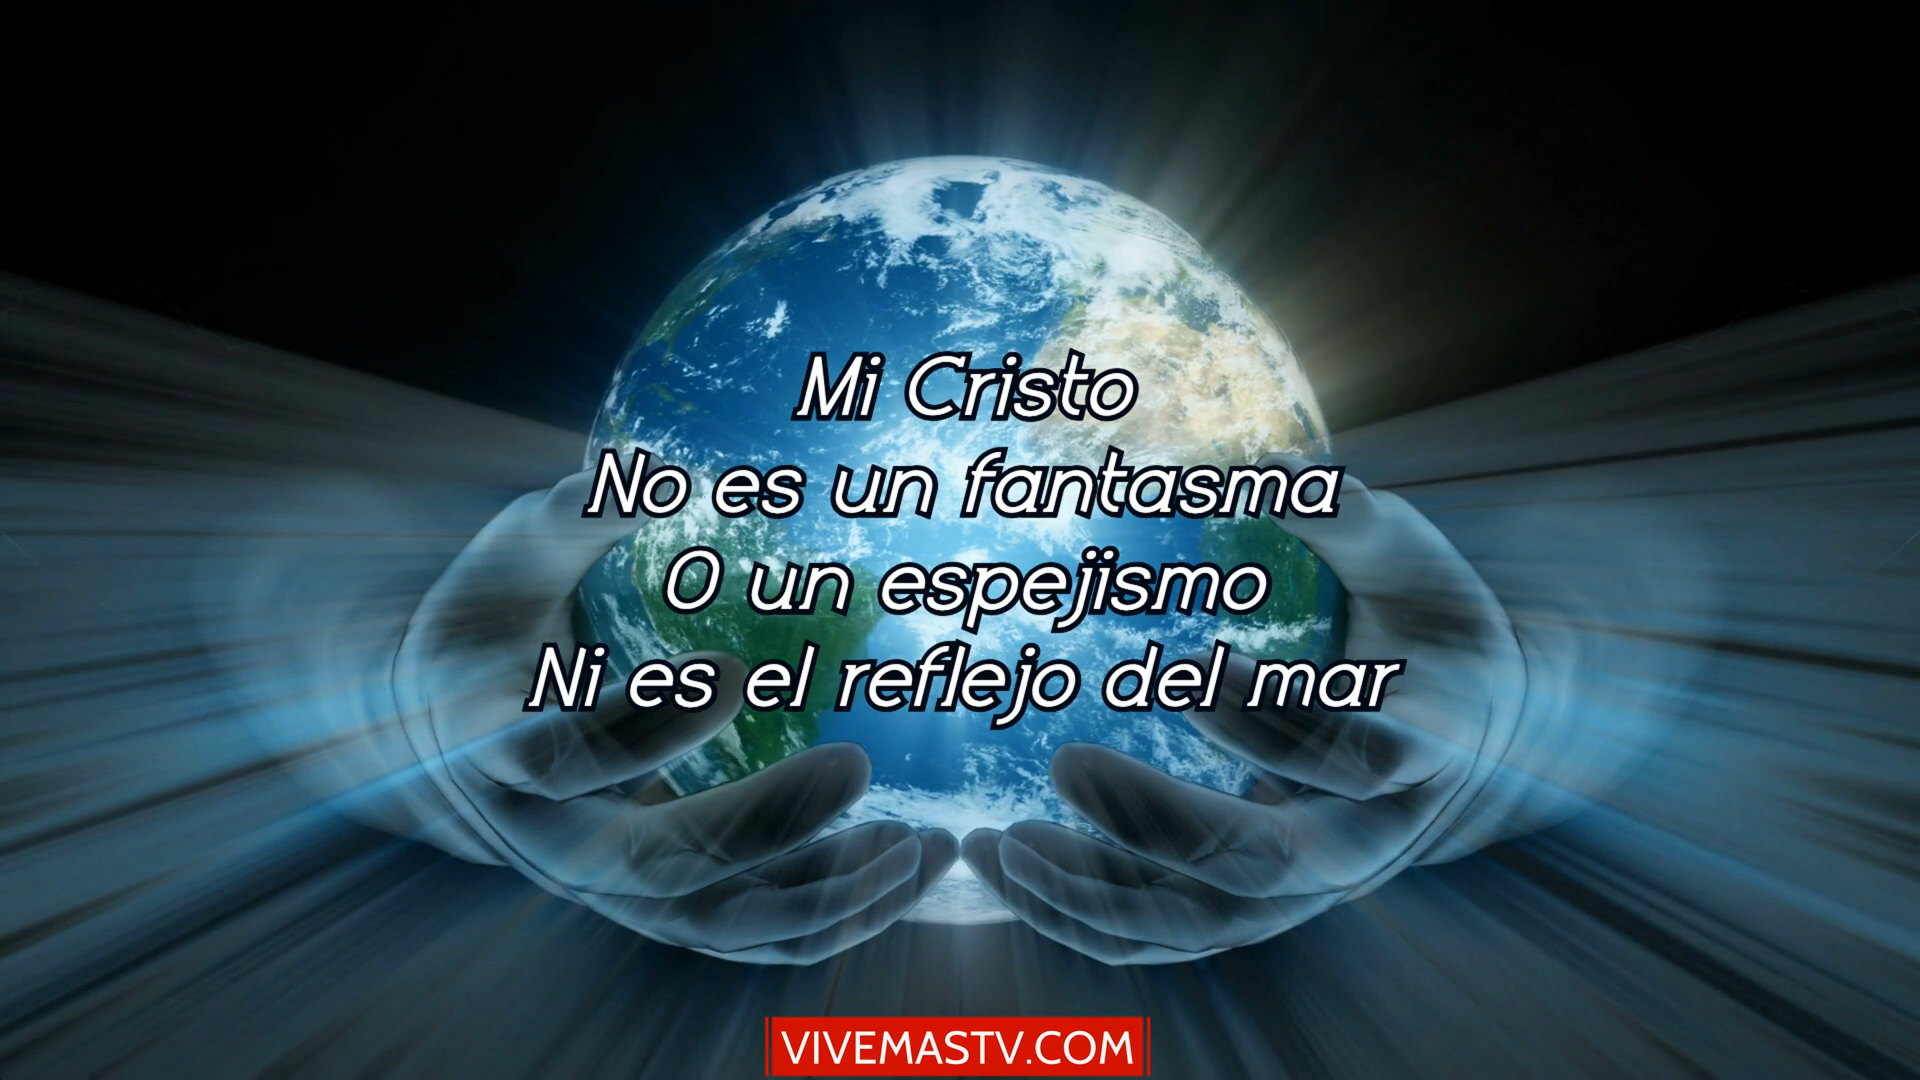 Mi Cristo
No es un fantasma
O un espejismo
Ni es el reflejo del mar
VIVEMASTV.COM